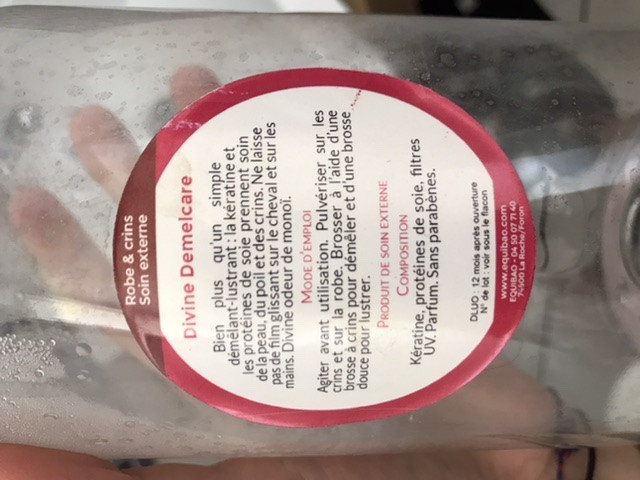 Robe & crins
Soin externe
Divine Demelcare
Bien plus qu'un simple
démêlant-lustrant : la kératine et
les protéines de soie prennent soin
de la peau, du poil et des crins. Ne laisse
pas de film glissant sur le cheval et sur les
mains. Divine odeur de monoï.
MODE D'EMPLOI
Agiter avant utilisation. Pulvériser sur les
crins et sur la robe. Brosser à l'aide d'une
brosse à crins pour démêler et d'une brosse
douce pour lustrer.
PRODUIT DE SOIN EXTERNE
COMPOSITION
Kératine, protéines de soie, filtres
UV. Parfum. Sans parabènes.
DLUO : 12 mois après ouverture
N° de lot : voir sous le flacon
www.equibao.com
EQUIBAO - 04 50 07 71 40
74500 La Roche/Foron